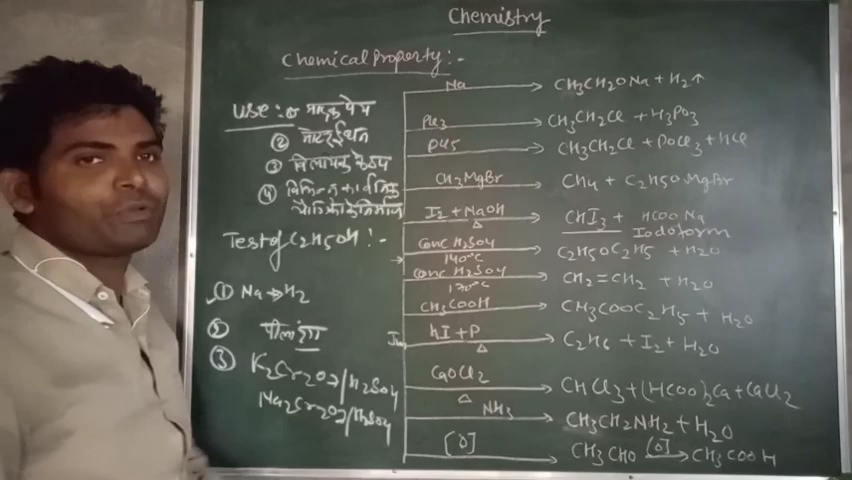 Chemistry
Chemical Property :-
use :- ① मादक पेय
② मोटर ईंधन
③ विलायक के रूप
④ विभिन्न कार्बनिक
यौगिकों के निर्माण
Test of C2H5OH :-
① Na → H2
② पीला
③ K2Cr2O7/H2SO4
Na2Cr2O7/H2SO4
Na → CH3CH2ONa + H2↑
PCl3 → CH3CH2Cl + H3PO3
PCl5 → CH3CH2Cl + POCl3 + HCl
CH3MgBr → CH4 + C2H5OMgBr
I2 + NaOH Δ → CHI3 + HCOONa
Iodoform
Conc H2SO4 140°C → C2H5OC2H5 + H2O
Conc H2SO4 170°C → CH2=CH2 + H2O
CH3COOH → CH3COOC2H5 + H2O
hI + P Δ → C2H6 + I2 + H2O
CaOCl2 Δ → CHCl3 + (HCOO)2Ca + CaCl2
NH3 → CH3CH2NH2 + H2O
[O] → CH3CHO [O] → CH3COOH